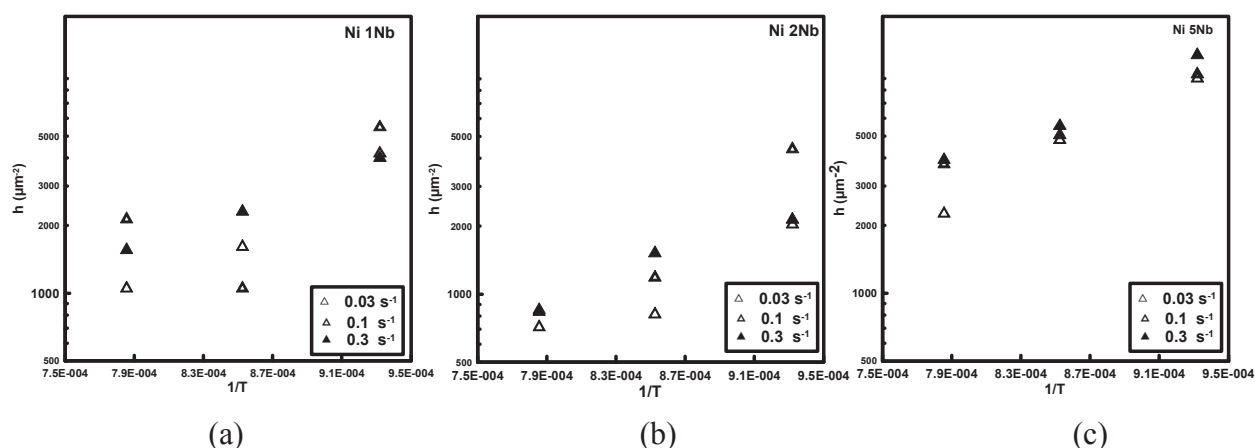 Ni 1Nb
h (µm⁻²)
5000
3000
2000
1000
500
7.5E-004 7.9E-004 8.3E-004 8.7E-004 9.1E-004 9.5E-004
1/T
0.03 s⁻¹
0.1 s⁻¹
0.3 s⁻¹
(a)
Ni 2Nb
h (µm⁻²)
5000
3000
2000
1000
500
7.5E-004 7.9E-004 8.3E-004 8.7E-004 9.1E-004 9.5E-004
1/T
0.03 s⁻¹
0.1 s⁻¹
0.3 s⁻¹
(b)
Ni 5Nb
h (µm⁻²)
5000
3000
2000
1000
500
7.5E-004 7.9E-004 8.3E-004 8.7E-004 9.1E-004 9.5E-004
1/T
0.03 s⁻¹
0.1 s⁻¹
0.3 s⁻¹
(c)